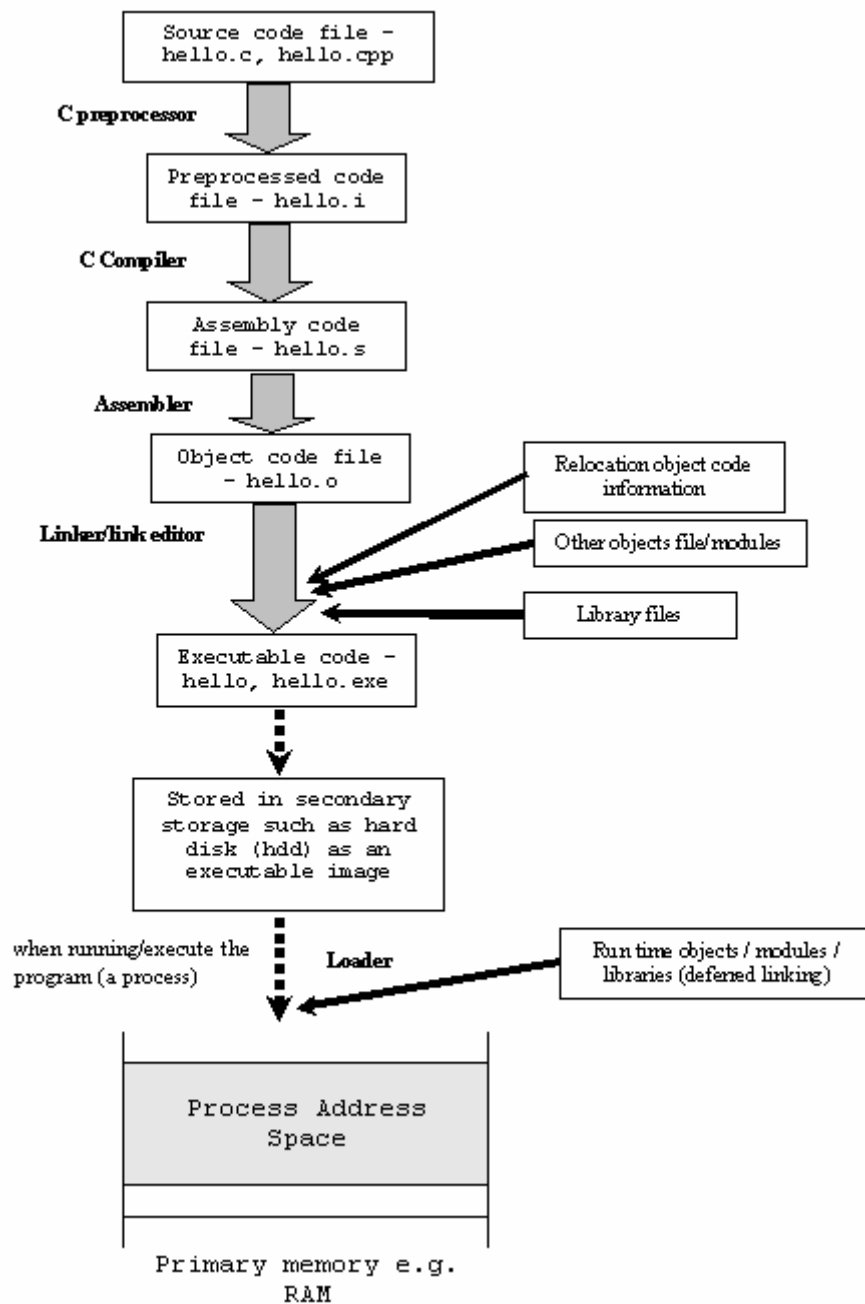 Source code file –
hello.c, hello.cpp
C preprocessor
Preprocessed code
file – hello.i
C Compiler
Assembly code
file – hello.s
Assembler
Object code file
– hello.o
Relocation object code
information
Linker/link editor
Other objects file/modules
Library files
Executable code –
hello, hello.exe
Stored in secondary
storage such as hard
disk (hdd) as an
executable image
when running/execute the
program (a process)
Loader
Run time objects / modules /
libraries (deferred linking)
Process Address
Space
Primary memory e.g.
RAM